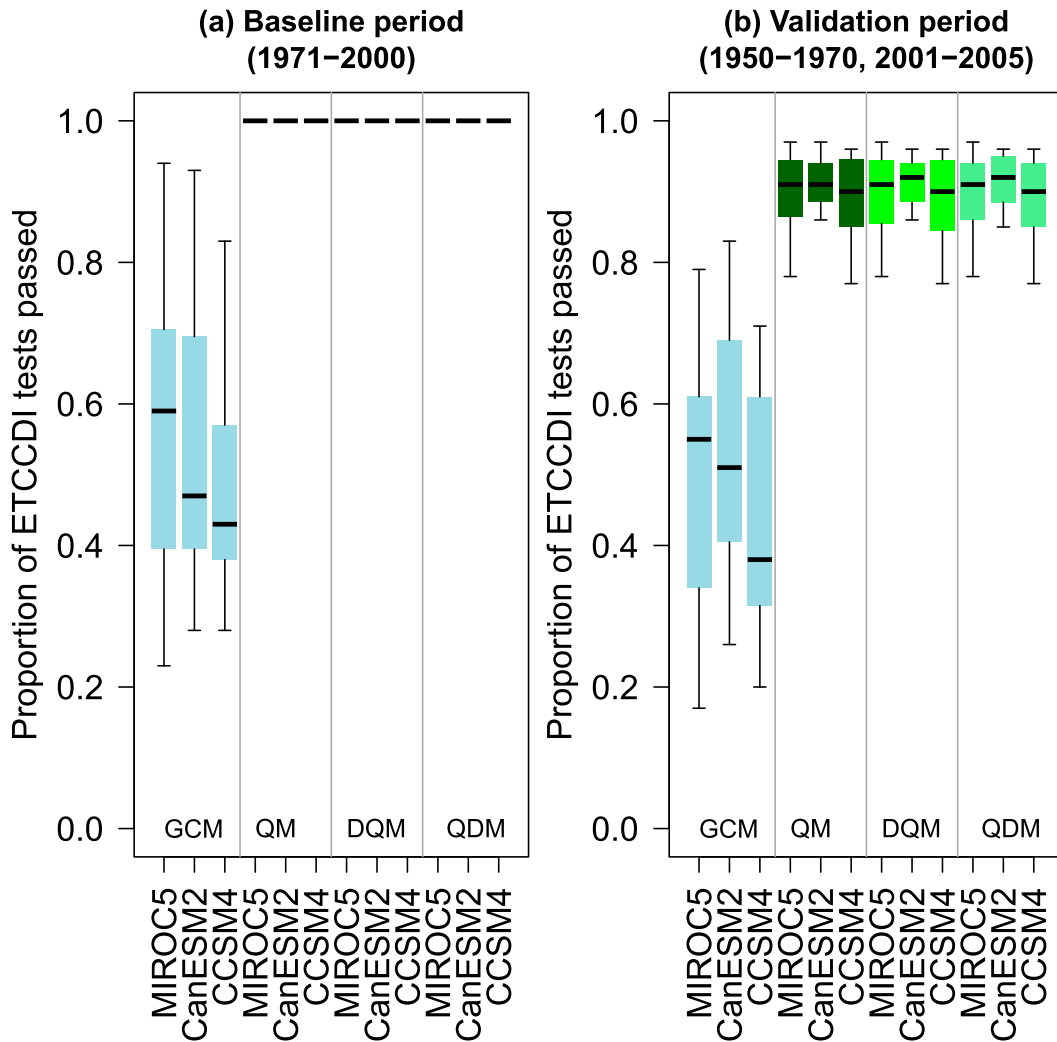 (a) Baseline period
(1971−2000)
Proportion of ETCCDI tests passed
1.0
0.8
0.6
0.4
0.2
0.0
GCM QM DQM QDM
MIROC5
CanESM2
CCSM4
MIROC5
CanESM2
CCSM4
MIROC5
CanESM2
CCSM4
MIROC5
CanESM2
CCSM4
(b) Validation period
(1950−1970, 2001−2005)
Proportion of ETCCDI tests passed
1.0
0.8
0.6
0.4
0.2
0.0
GCM QM DQM QDM
MIROC5
CanESM2
CCSM4
MIROC5
CanESM2
CCSM4
MIROC5
CanESM2
CCSM4
MIROC5
CanESM2
CCSM4